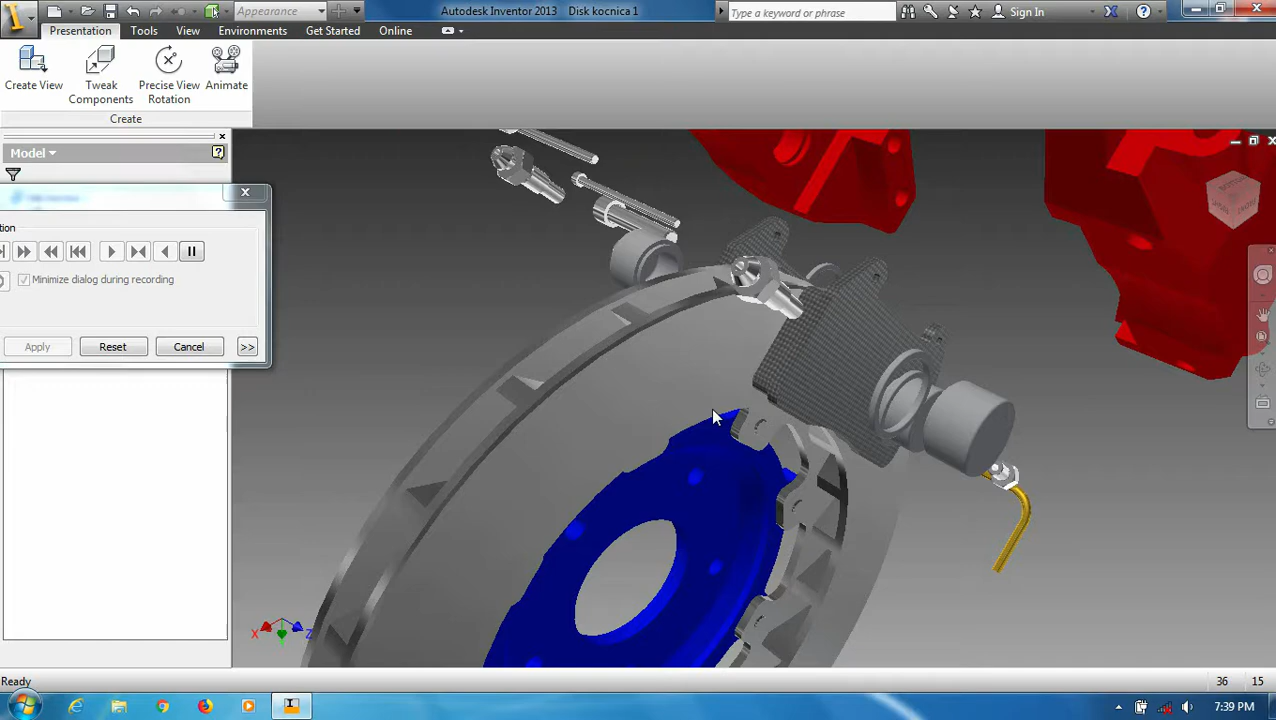 Appearance
Autodesk Inventor 2013 Disk kocnica 1
Type a keyword or phrase
Sign In
Presentation Tools View Environments Get Started Online
Create View
Tweak Components
Precise View Rotation
Animate
Create
Model
tion
Minimize dialog during recording
Apply Reset Cancel >>
X Z
Ready
36 15
7:39 PM